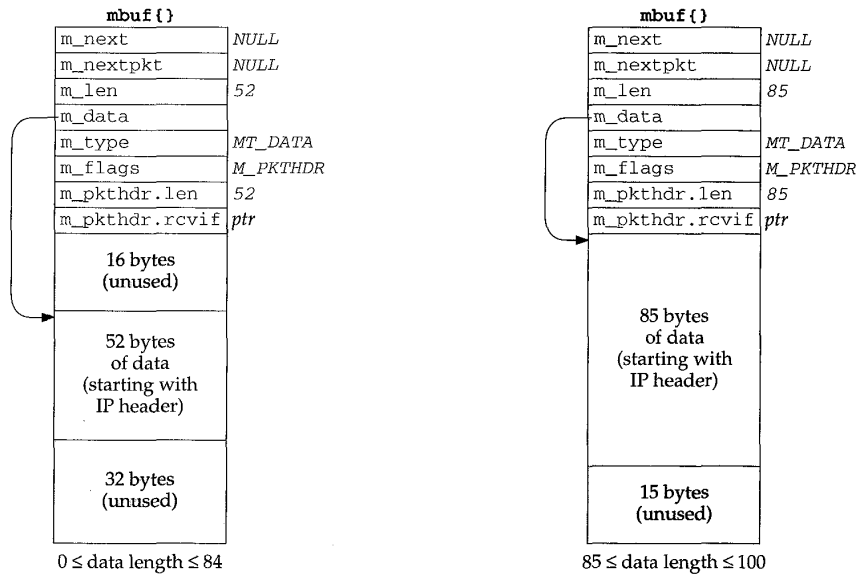 mbuf{}
m_next NULL
m_nextpkt NULL
m_len 52
m_data
m_type MT_DATA
m_flags M_PKTHDR
m_pkthdr.len 52
m_pkthdr.rcvif ptr
16 bytes
(unused)
52 bytes
of data
(starting with
IP header)
32 bytes
(unused)
0 ≤ data length ≤ 84
mbuf{}
m_next NULL
m_nextpkt NULL
m_len 85
m_data
m_type MT_DATA
m_flags M_PKTHDR
m_pkthdr.len 85
m_pkthdr.rcvif ptr
85 bytes
of data
(starting with
IP header)
15 bytes
(unused)
85 ≤ data length ≤ 100